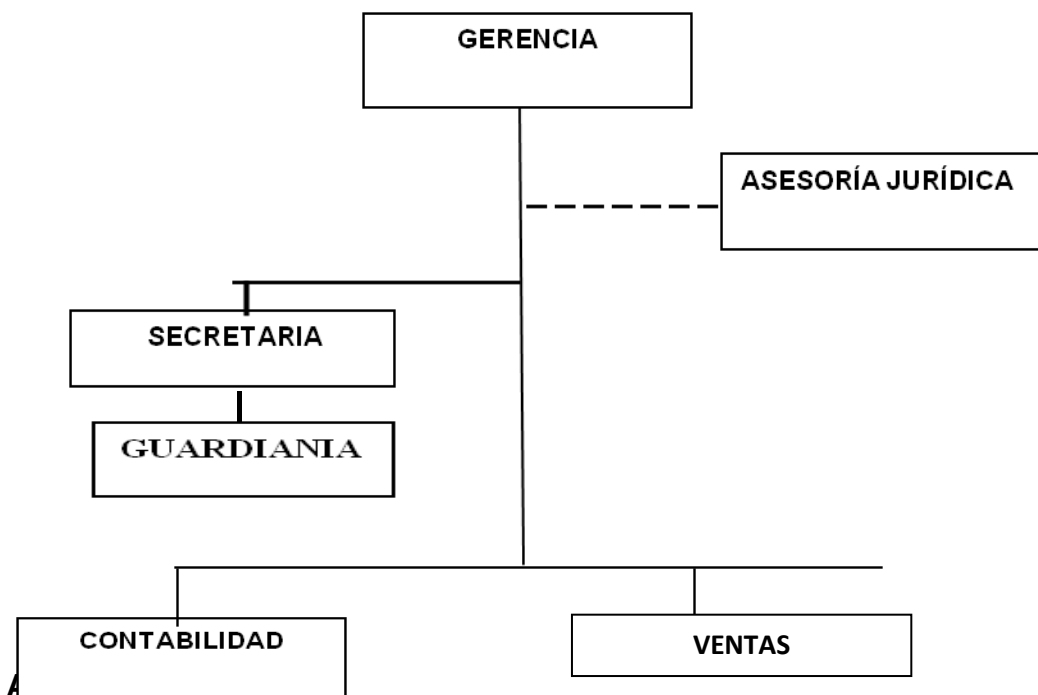 GERENCIA
ASESORÍA JURÍDICA
SECRETARIA
GUARDIANIA
CONTABILIDAD
VENTAS